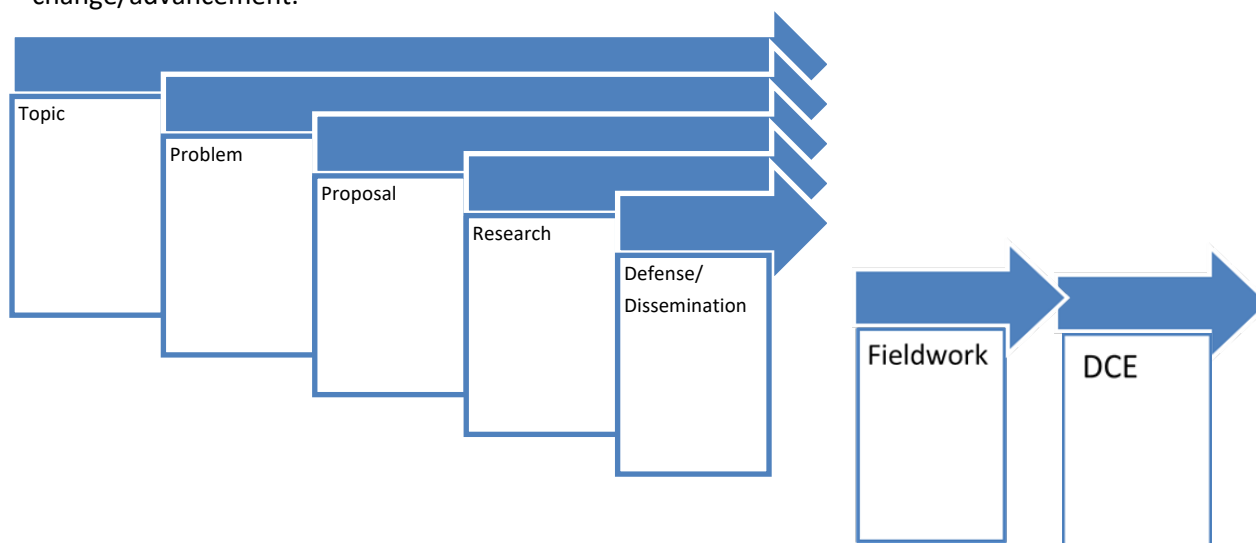 change/advancement.
Topic
Problem
Proposal
Research
Defense/
Dissemination
Fieldwork
DCE